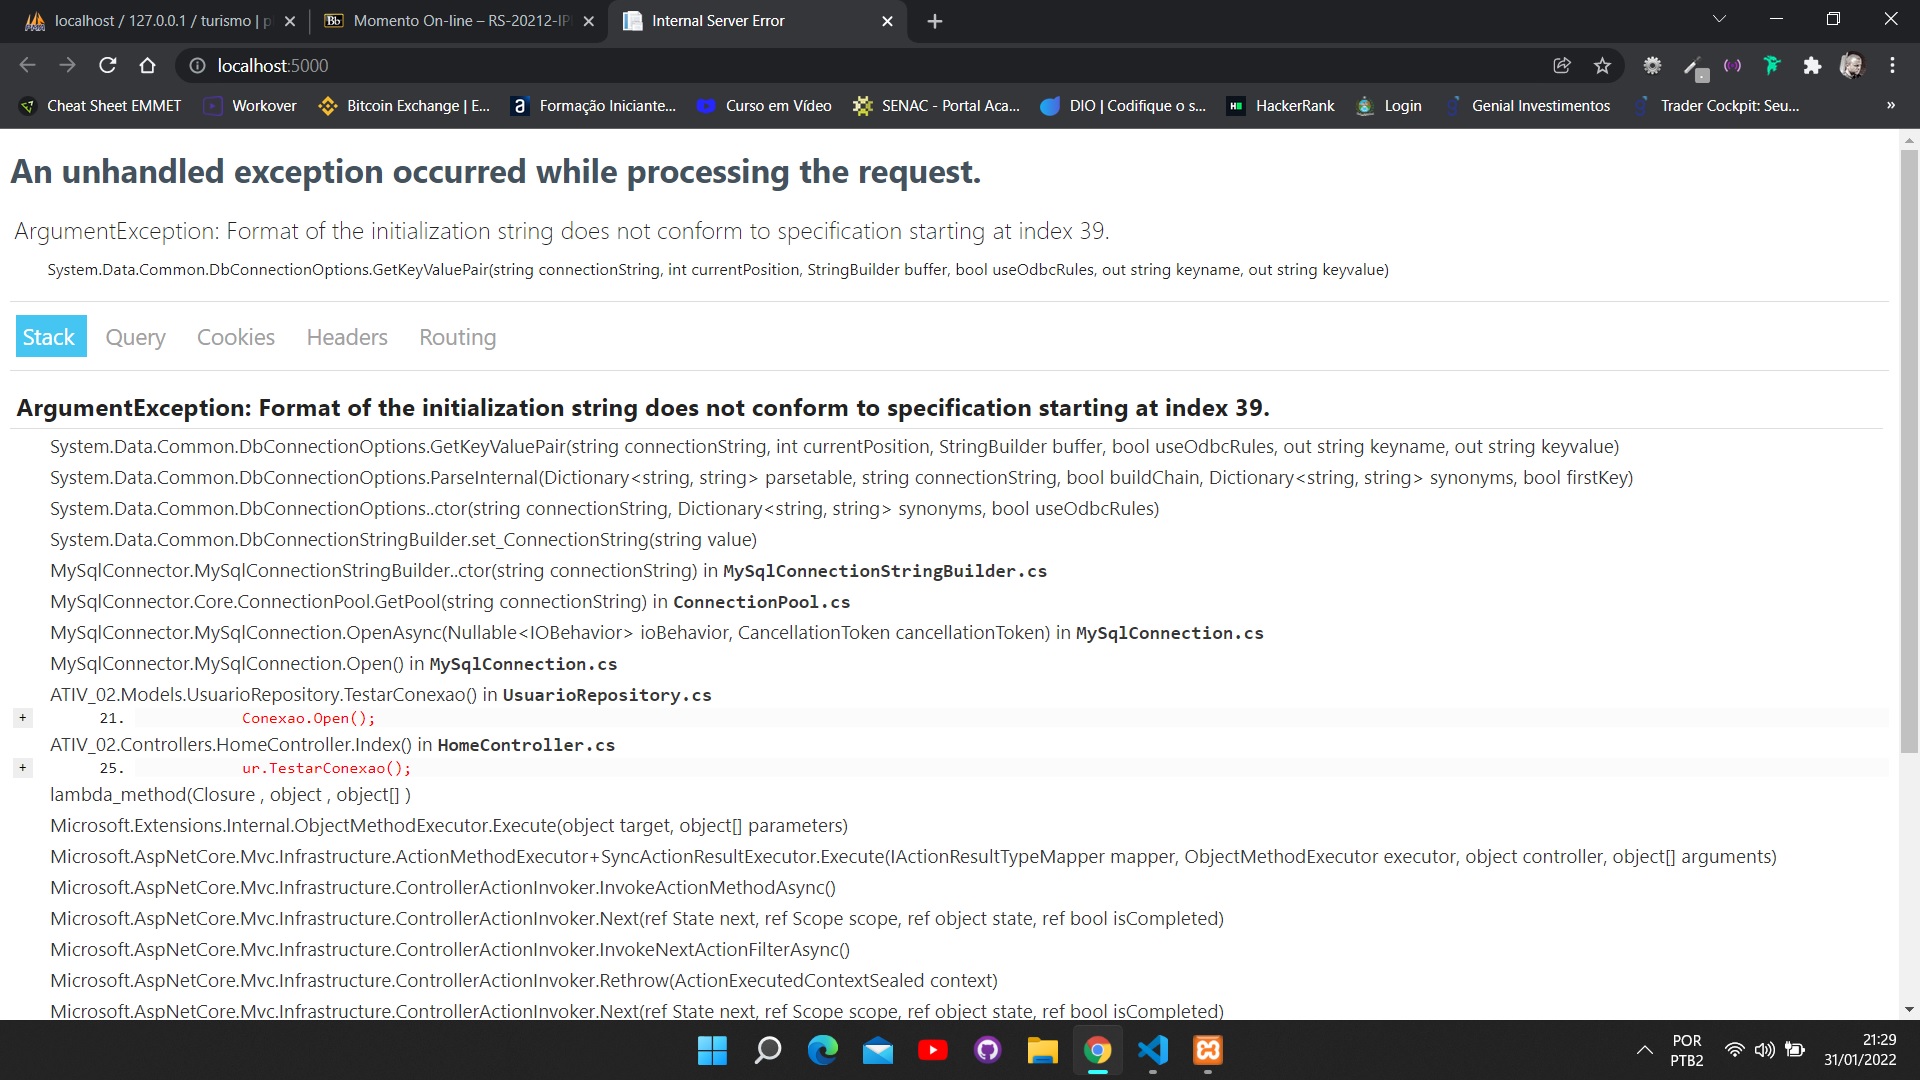 localhost / 127.0.0.1 / turismo | p
Momento On-line – RS-20212-IP
Internal Server Error
localhost:5000
Cheat Sheet EMMET
Workover
Bitcoin Exchange | E...
Formação Iniciante...
Curso em Vídeo
SENAC - Portal Aca...
DIO | Codifique o s...
HackerRank
Login
Genial Investimentos
Trader Cockpit: Seu...
»
An unhandled exception occurred while processing the request.
ArgumentException: Format of the initialization string does not conform to specification starting at index 39.
System.Data.Common.DbConnectionOptions.GetKeyValuePair(string connectionString, int currentPosition, StringBuilder buffer, bool useOdbcRules, out string keyname, out string keyvalue)
Stack Query Cookies Headers Routing
ArgumentException: Format of the initialization string does not conform to specification starting at index 39.
System.Data.Common.DbConnectionOptions.GetKeyValuePair(string connectionString, int currentPosition, StringBuilder buffer, bool useOdbcRules, out string keyname, out string keyvalue)
System.Data.Common.DbConnectionOptions.ParseInternal(Dictionary<string, string> parsetable, string connectionString, bool buildChain, Dictionary<string, string> synonyms, bool firstKey)
System.Data.Common.DbConnectionOptions..ctor(string connectionString, Dictionary<string, string> synonyms, bool useOdbcRules)
System.Data.Common.DbConnectionStringBuilder.set_ConnectionString(string value)
MySqlConnector.MySqlConnectionStringBuilder..ctor(string connectionString) in MySqlConnectionStringBuilder.cs
MySqlConnector.Core.ConnectionPool.GetPool(string connectionString) in ConnectionPool.cs
MySqlConnector.MySqlConnection.OpenAsync(Nullable<IOBehavior> ioBehavior, CancellationToken cancellationToken) in MySqlConnection.cs
MySqlConnector.MySqlConnection.Open() in MySqlConnection.cs
ATIV_02.Models.UsuarioRepository.TestarConexao() in UsuarioRepository.cs
+ 21. Conexao.Open();
ATIV_02.Controllers.HomeController.Index() in HomeController.cs
+ 25. ur.TestarConexao();
lambda_method(Closure , object , object[] )
Microsoft.Extensions.Internal.ObjectMethodExecutor.Execute(object target, object[] parameters)
Microsoft.AspNetCore.Mvc.Infrastructure.ActionMethodExecutor+SyncActionResultExecutor.Execute(IActionResultTypeMapper mapper, ObjectMethodExecutor executor, object controller, object[] arguments)
Microsoft.AspNetCore.Mvc.Infrastructure.ControllerActionInvoker.InvokeActionMethodAsync()
Microsoft.AspNetCore.Mvc.Infrastructure.ControllerActionInvoker.Next(ref State next, ref Scope scope, ref object state, ref bool isCompleted)
Microsoft.AspNetCore.Mvc.Infrastructure.ControllerActionInvoker.InvokeNextActionFilterAsync()
Microsoft.AspNetCore.Mvc.Infrastructure.ControllerActionInvoker.Rethrow(ActionExecutedContextSealed context)
Microsoft.AspNetCore.Mvc.Infrastructure.ControllerActionInvoker.Next(ref State next, ref Scope scope, ref object state, ref bool isCompleted)
POR
PTB2
21:29
31/01/2022